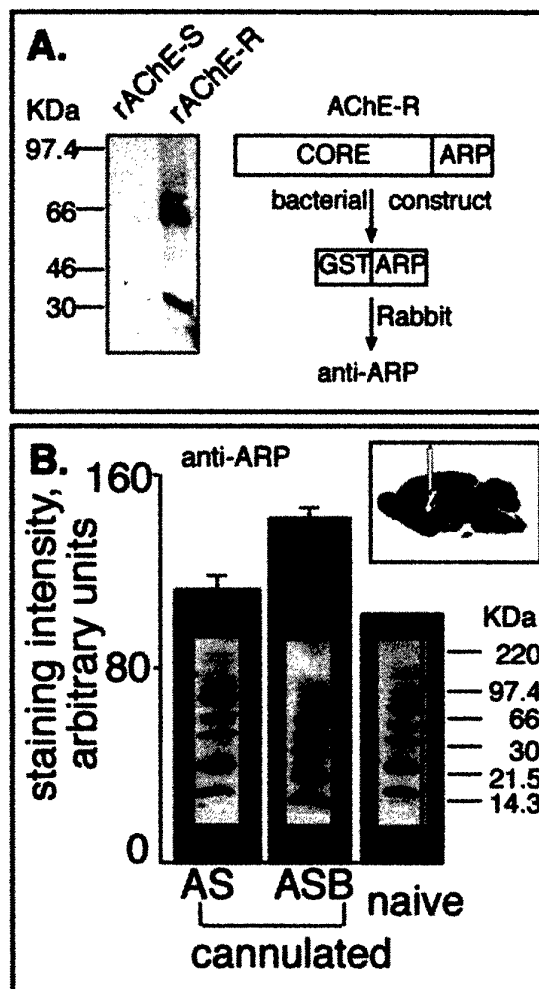 A.
rAChE-S
rAChE-R
KDa
97.4
66
46
30
AChE-R
CORE ARP
bacterial construct
GST ARP
Rabbit
anti-ARP
B.
anti-ARP
staining intensity,
arbitrary units
160
80
0
KDa
220
97.4
66
30
21.5
14.3
AS ASB naive
cannulated